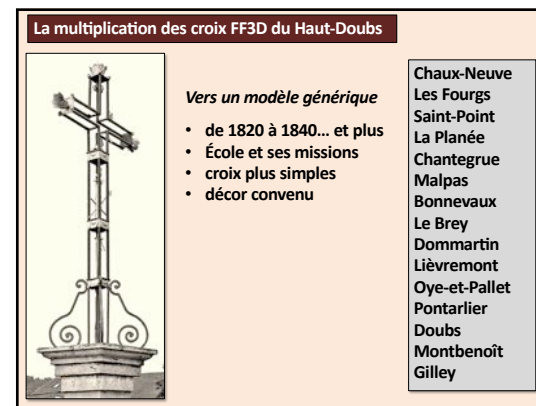 La multiplication des croix FF3D du Haut-Doubs
Vers un modèle générique
• de 1820 à 1840... et plus
• École et ses missions
• croix plus simples
• décor convenu
Chaux-Neuve
Les Fourgs
Saint-Point
La Planée
Chantegrue
Malpas
Bonnevaux
Le Brey
Dommartin
Lièvremont
Oye-et-Pallet
Pontarlier
Doubs
Montbenoît
Gilley